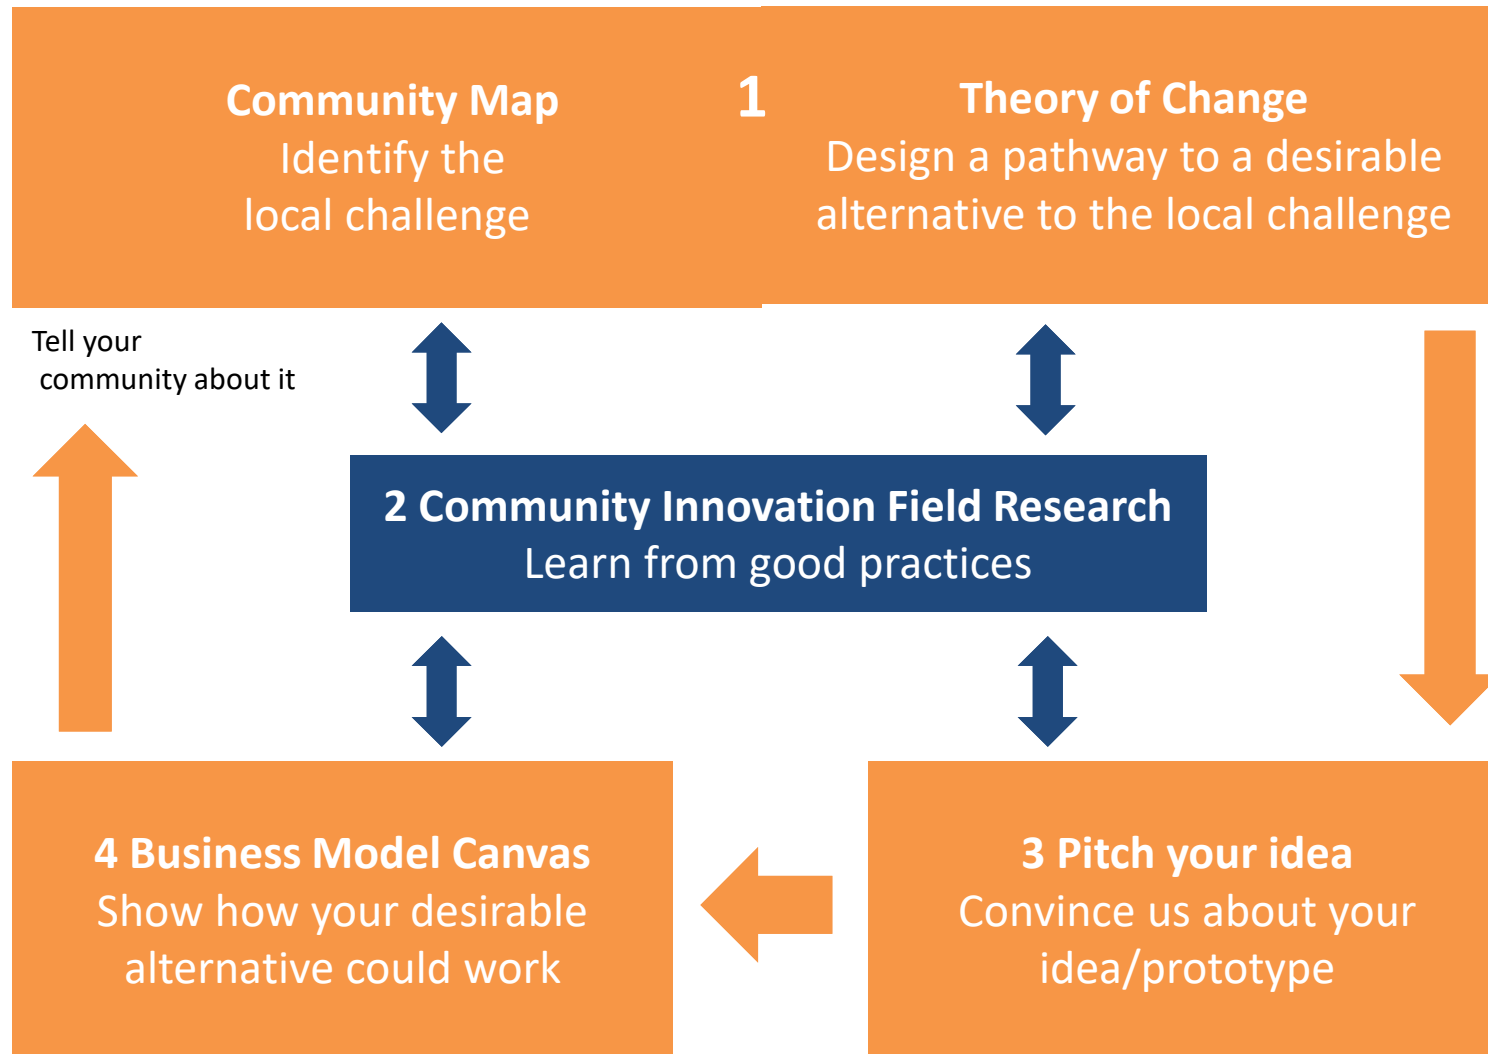 Community Map
Identify the
local challenge
1
Theory of Change
Design a pathway to a desirable
alternative to the local challenge
Tell your
community about it
2 Community Innovation Field Research
Learn from good practices
4 Business Model Canvas
Show how your desirable
alternative could work
3 Pitch your idea
Convince us about your
idea/prototype